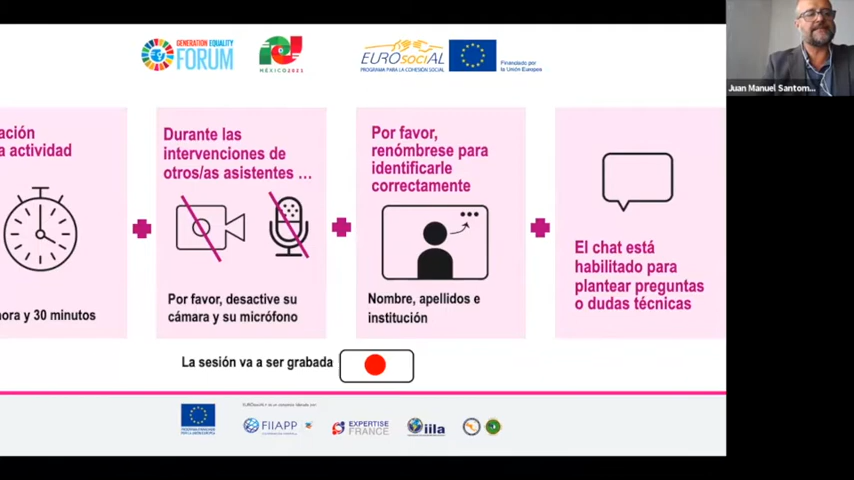 GENERATION EQUALITY
FORUM
MÉXICO2021
EUROsociAL
PROGRAMA PARA LA COHESIÓN SOCIAL
Financiado por
la Unión Europea
Juan Manuel Santom...
ación
a actividad
ora y 30 minutos
Durante las
intervenciones de
otros/as asistentes ...
Por favor, desactive su
cámara y su micrófono
Por favor,
renómbrese para
identificarle
correctamente
Nombre, apellidos e
institución
El chat está
habilitado para
plantear preguntas
o dudas técnicas
La sesión va a ser grabada
FIIAPP
EXPERTISE
FRANCE
iila